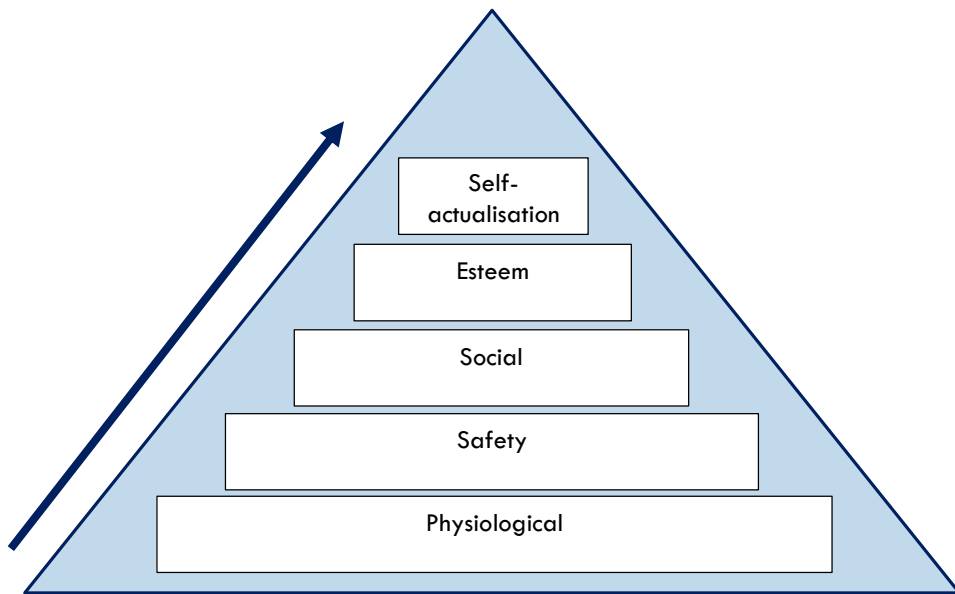 Self-
actualisation
Esteem
Social
Safety
Physiological